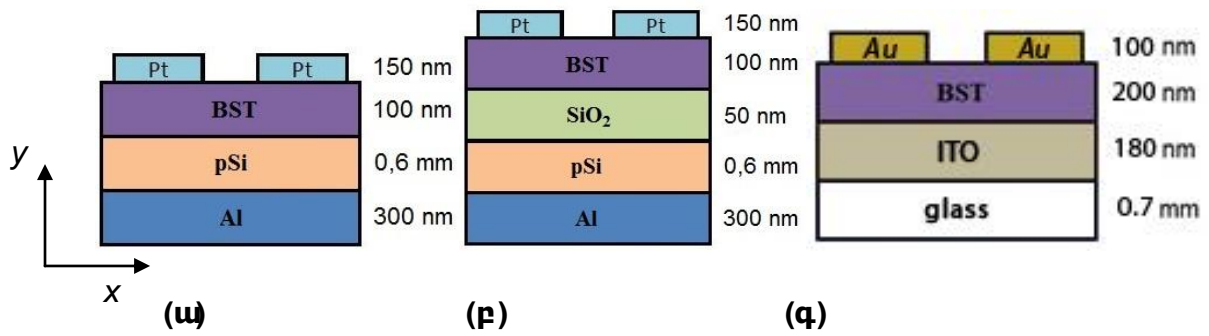 Pt Pt
BST
pSi
Al
150 nm
100 nm
0,6 mm
300 nm
Pt Pt
BST
SiO₂
pSi
Al
150 nm
100 nm
50 nm
0,6 mm
300 nm
Au Au
BST
ITO
glass
100 nm
200 nm
180 nm
0.7 mm
y
x
(ա) (բ) (գ)